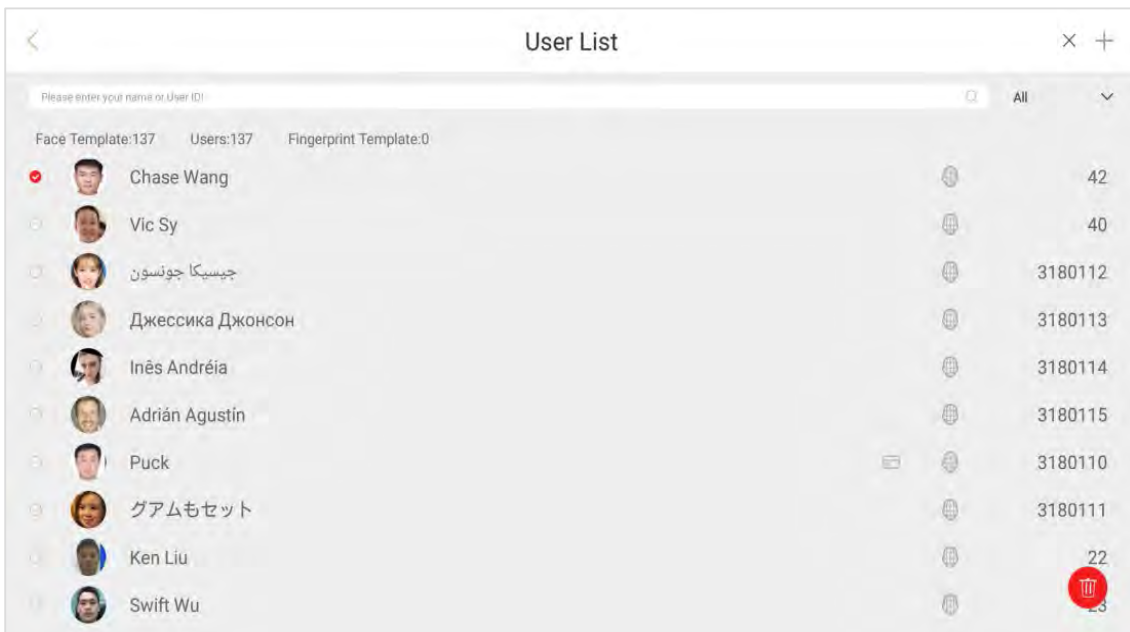 User List
Please enter your name or User ID!
All
Face Template:137 Users:137 Fingerprint Template:0
Chase Wang 42
Vic Sy 40
جيسيكا جونسون 3180112
Джессика Джонсон 3180113
Inês Andréia 3180114
Adrián Agustín 3180115
Puck 3180110
グアムもセット 3180111
Ken Liu 22
Swift Wu